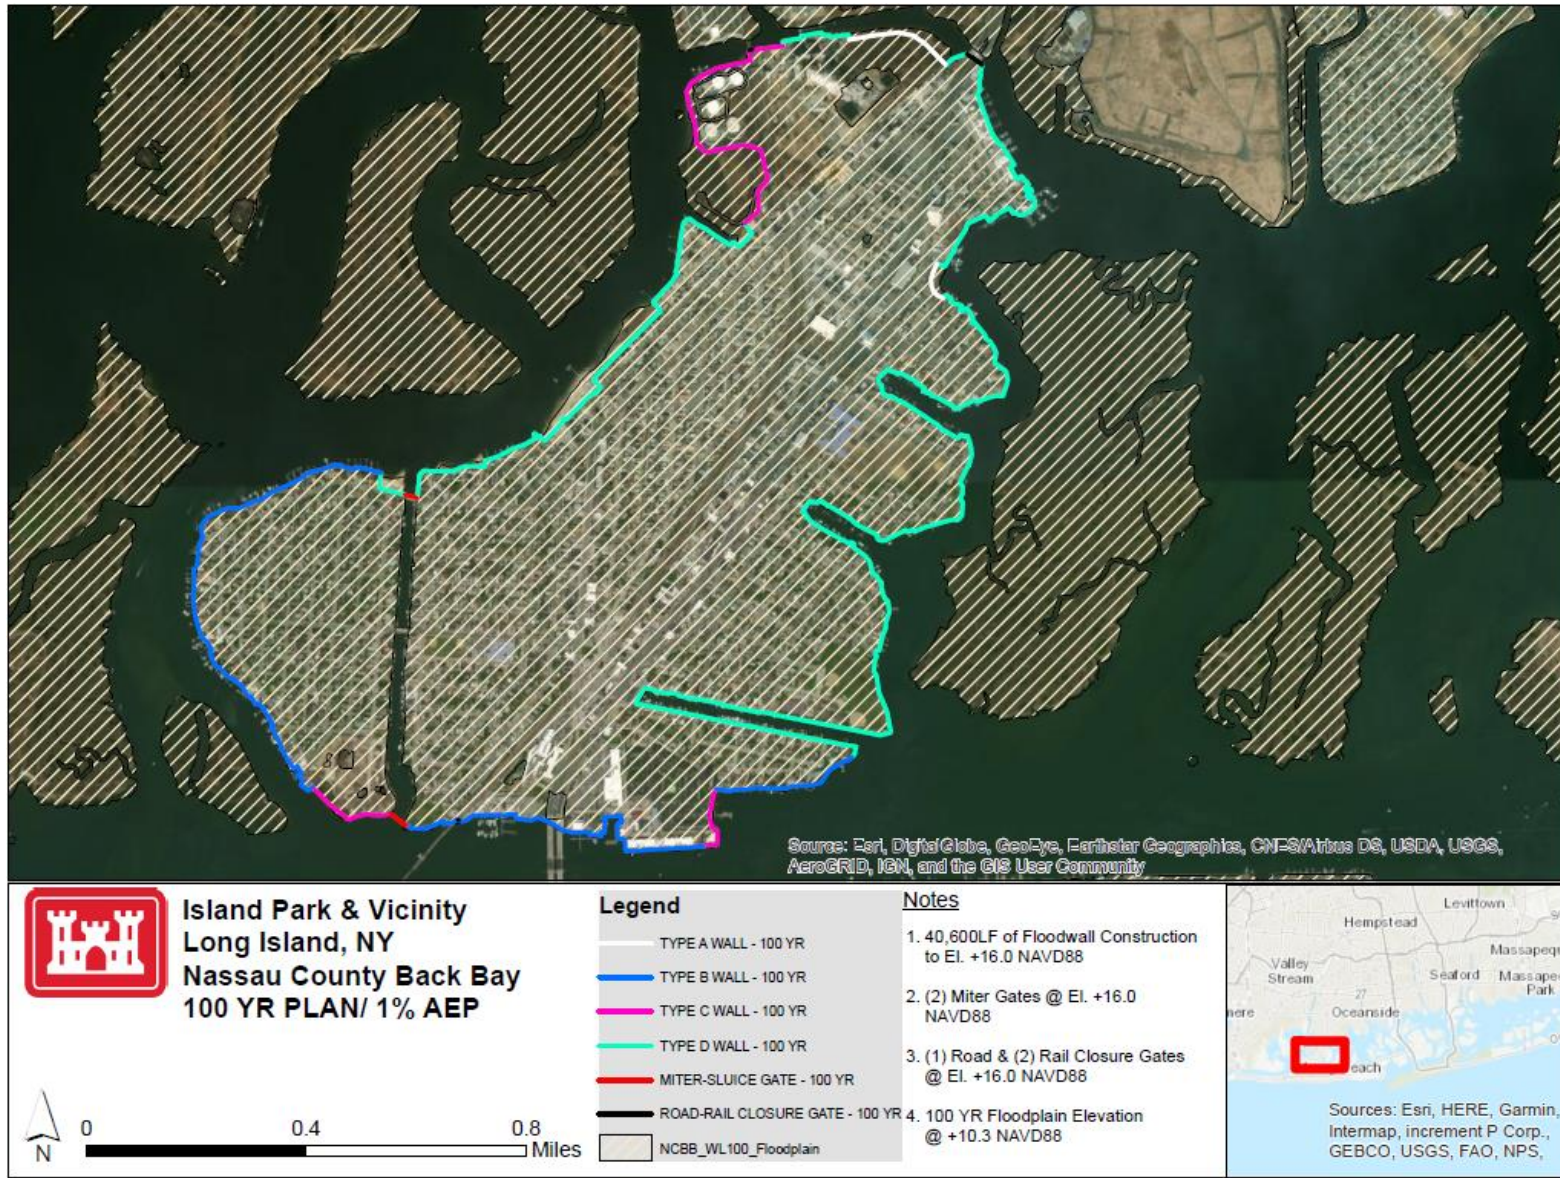 Source: Esri, DigitalGlobe, GeoEye, Earthstar Geographics, CNES/Airbus DS, USDA, USGS,
AeroGRID, IGN, and the GIS User Community
Island Park & Vicinity
Long Island, NY
Nassau County Back Bay
100 YR PLAN/ 1% AEP
N
0 0.4 0.8
Miles
Legend
TYPE A WALL - 100 YR
TYPE B WALL - 100 YR
TYPE C WALL - 100 YR
TYPE D WALL - 100 YR
MITER-SLUICE GATE - 100 YR
ROAD-RAIL CLOSURE GATE - 100 YR
NCBB_WL100_Floodplain
Notes
1. 40,600LF of Floodwall Construction
to El. +16.0 NAVD88
2. (2) Miter Gates @ El. +16.0
NAVD88
3. (1) Road & (2) Rail Closure Gates
@ El. +16.0 NAVD88
4. 100 YR Floodplain Elevation
@ +10.3 NAVD88
Levittown
Hempstead
Massapeq
Valley
Stream
Seaford
Massape
Park
27
nere
Oceanside
each
Sources: Esri, HERE, Garmin,
Intermap, increment P Corp.,
GEBCO, USGS, FAO, NPS,